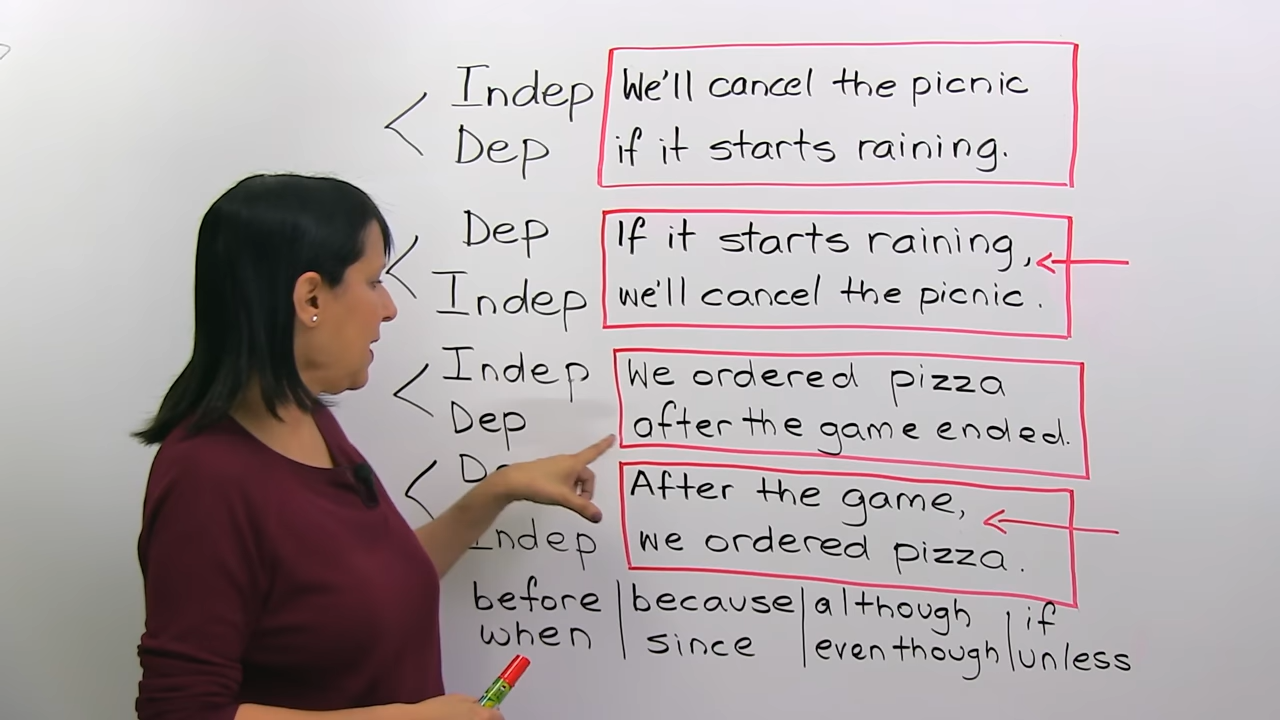 Indep We'll cancel the picnic
Dep if it starts raining.
Dep If it starts raining,
Indep we'll cancel the picnic.
Indep We ordered pizza
Dep after the game ended.
After the game,
Indep we ordered pizza.
before because although if
when since even though unless